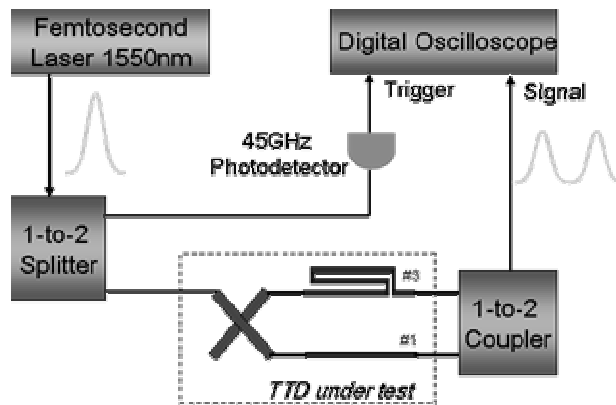 Femtosecond
Laser 1550nm
Digital Oscilloscope
Trigger
Signal
45GHz
Photodetector
1-to-2
Splitter
#3
1-to-2
Coupler
#1
TTD under test